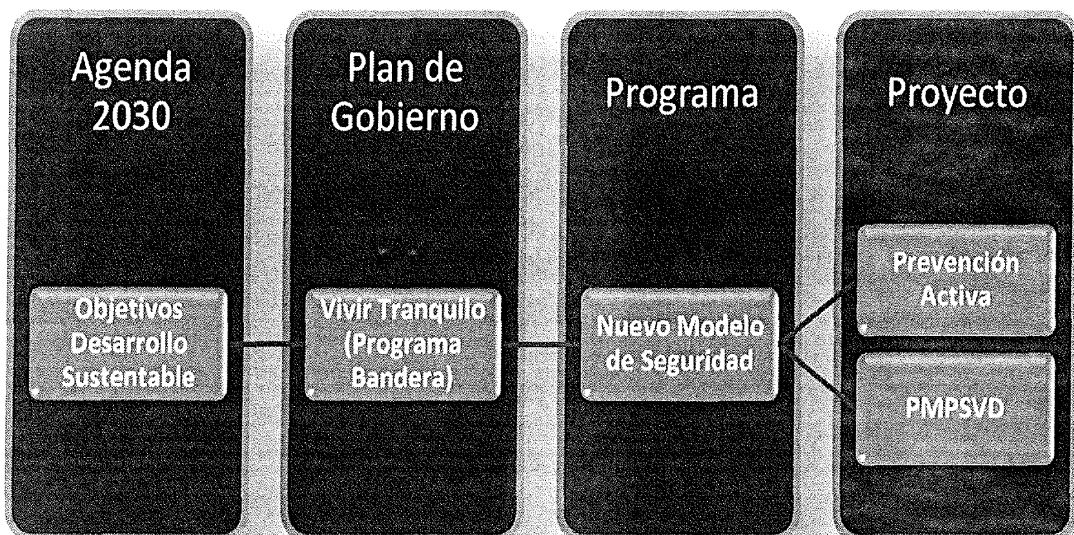 Agenda
2030
Plan de
Gobierno
Programa
Proyecto
Objetivos
Desarrollo
Sustentable
Vivir Tranquilo
(Programa
Bandera)
Nuevo Modelo
de Seguridad
Prevención
Activa
PMPSVD